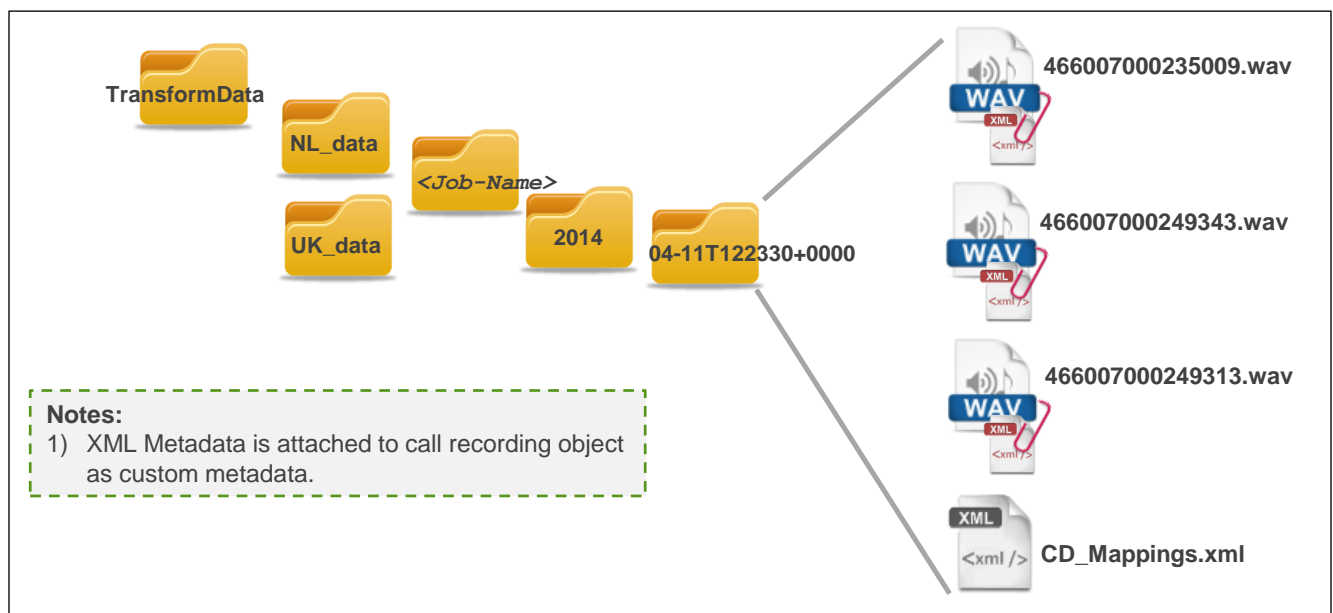 TransformData
NL_data
UK_data
<Job-Name>
2014
04-11T122330+0000
WAV
XML
<xml />
466007000235009.wav
WAV
XML
<xml />
466007000249343.wav
WAV
XML
<xml />
466007000249313.wav
XML
<xml />
CD_Mappings.xml
Notes:
1) XML Metadata is attached to call recording object
as custom metadata.